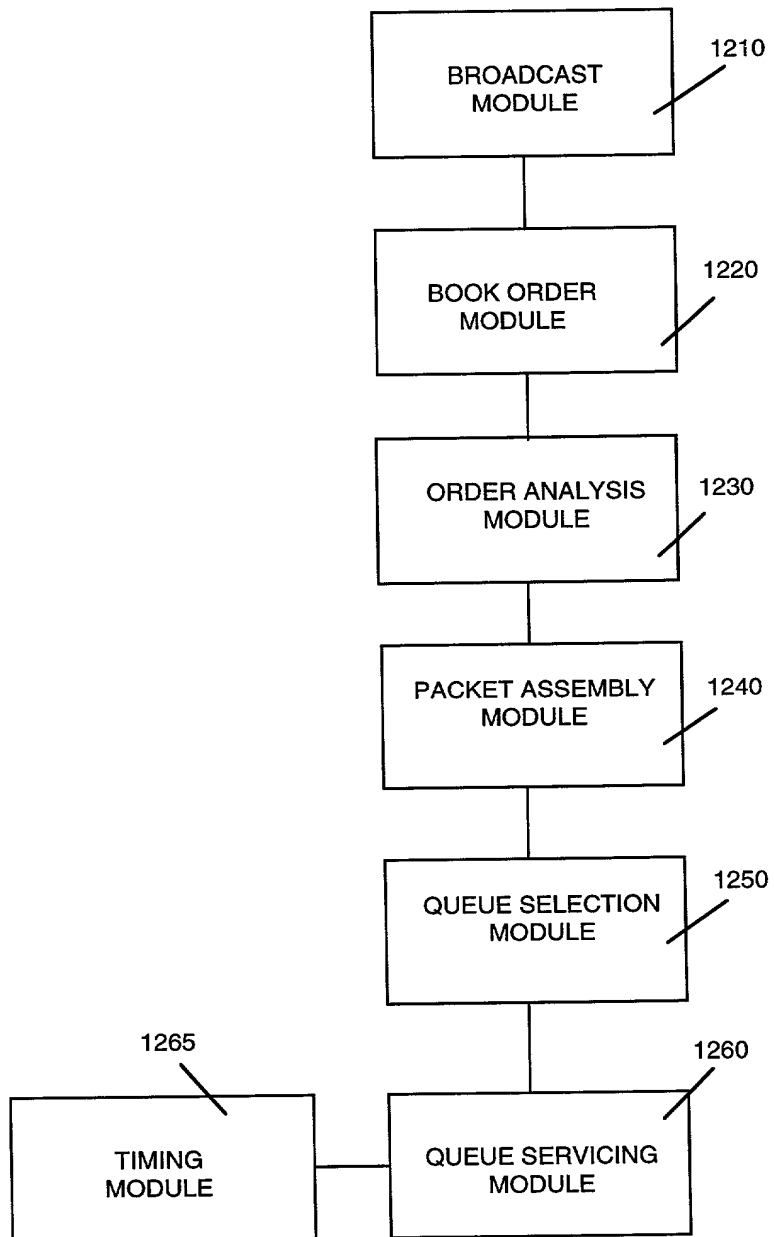 1210
BROADCAST
MODULE
1220
BOOK ORDER
MODULE
1230
ORDER ANALYSIS
MODULE
1240
PACKET ASSEMBLY
MODULE
1250
QUEUE SELECTION
MODULE
1265
1260
TIMING
MODULE
QUEUE SERVICING
MODULE